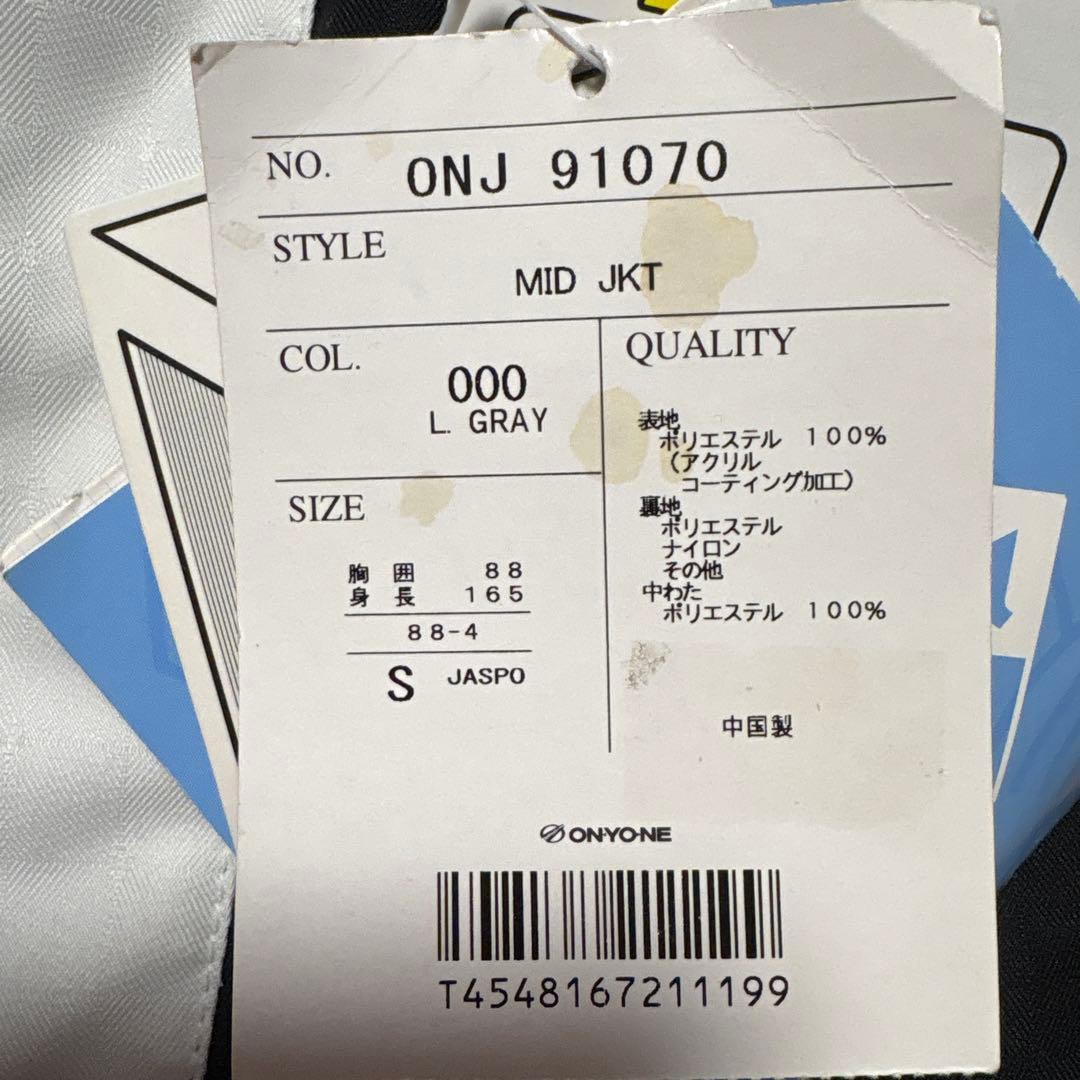 NO. ONJ 91070
STYLE
MID JKT
COL.
000
L. GRAY
SIZE
胸囲 88
身長 165
88-4
S JASPO
QUALITY
表地
ポリエステル 100%
(アクリル
コーティング加工)
裏地
ポリエステル
ナイロン
その他
中わた
ポリエステル 100%
中国製
ON・YO・NE
T4548167211199